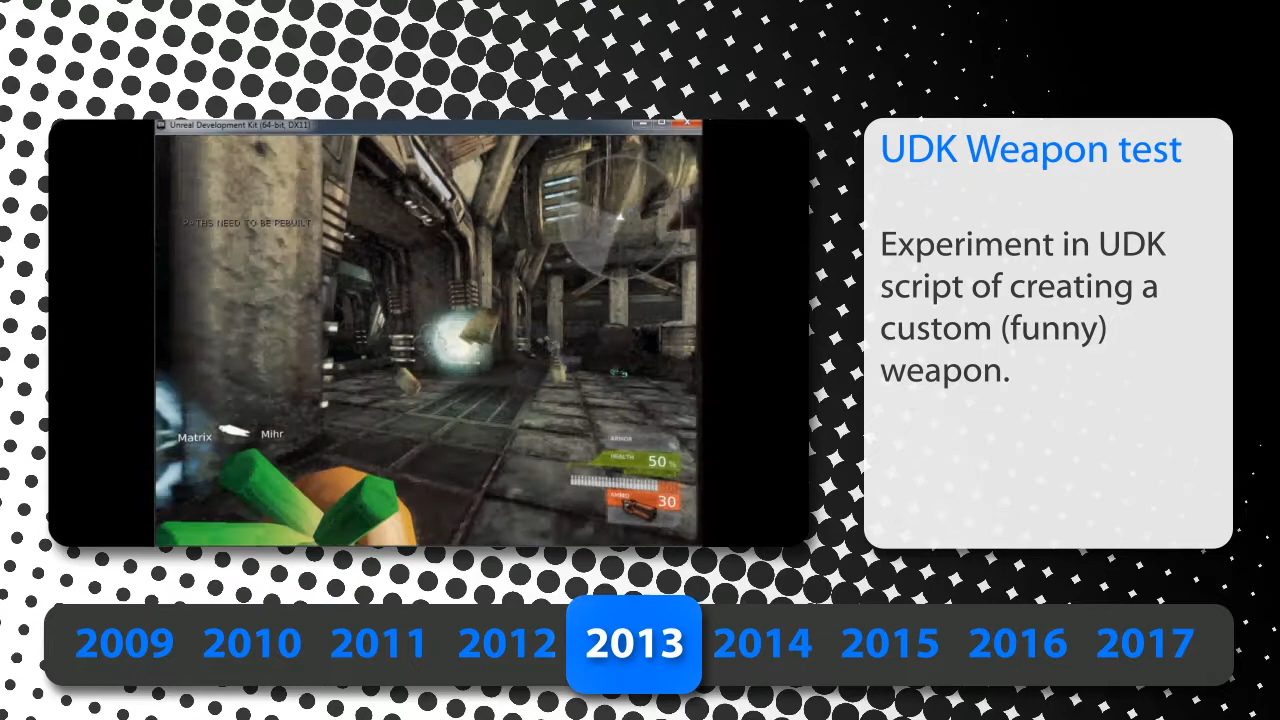 Unreal Development Kit (64-bit, DX11)
UDK Weapon test
PATHS NEED TO BE REBUILT
Experiment in UDK
script of creating a
custom (funny)
weapon.
Matrix Mihr
ARMOR
HEALTH 50 %
AMMO 30
2009 2010 2011 2012 2013 2014 2015 2016 2017